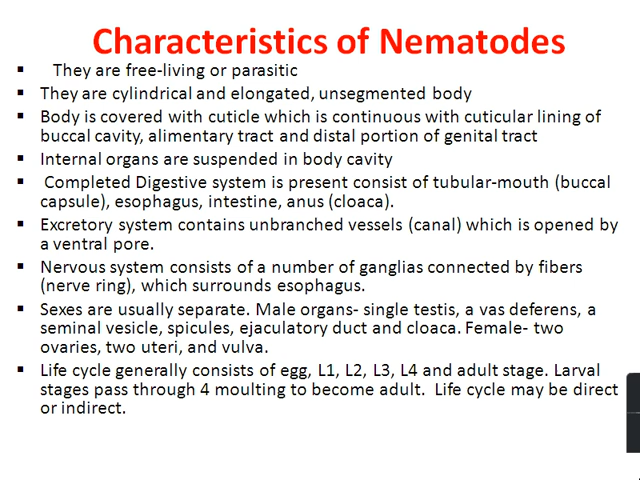 Characteristics of Nematodes
▪ They are free-living or parasitic
▪ They are cylindrical and elongated, unsegmented body
▪ Body is covered with cuticle which is continuous with cuticular lining of
buccal cavity, alimentary tract and distal portion of genital tract
▪ Internal organs are suspended in body cavity
▪ Completed Digestive system is present consist of tubular-mouth (buccal
capsule), esophagus, intestine, anus (cloaca).
▪ Excretory system contains unbranched vessels (canal) which is opened by
a ventral pore.
▪ Nervous system consists of a number of ganglias connected by fibers
(nerve ring), which surrounds esophagus.
▪ Sexes are usually separate. Male organs- single testis, a vas deferens, a
seminal vesicle, spicules, ejaculatory duct and cloaca. Female- two
ovaries, two uteri, and vulva.
▪ Life cycle generally consists of egg, L1, L2, L3, L4 and adult stage. Larval
stages pass through 4 moulting to become adult. Life cycle may be direct
or indirect.